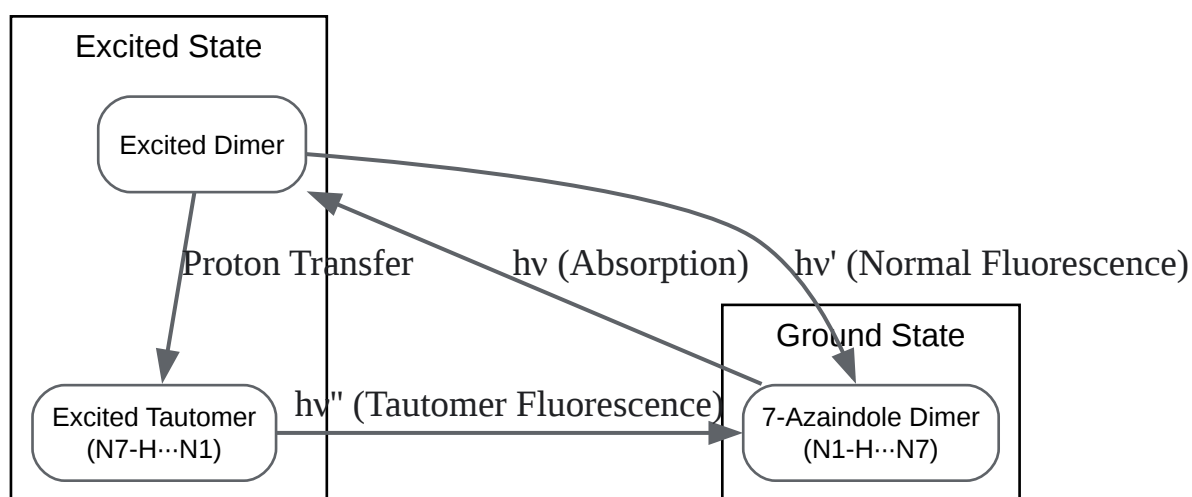 Excited State
Excited Dimer
Proton Transfer
hν (Absorption)
hν' (Normal Fluorescence)
Ground State
Excited Tautomer
(N7-H···N1)
hν'' (Tautomer Fluorescence)
7-Azaindole Dimer
(N1-H···N7)